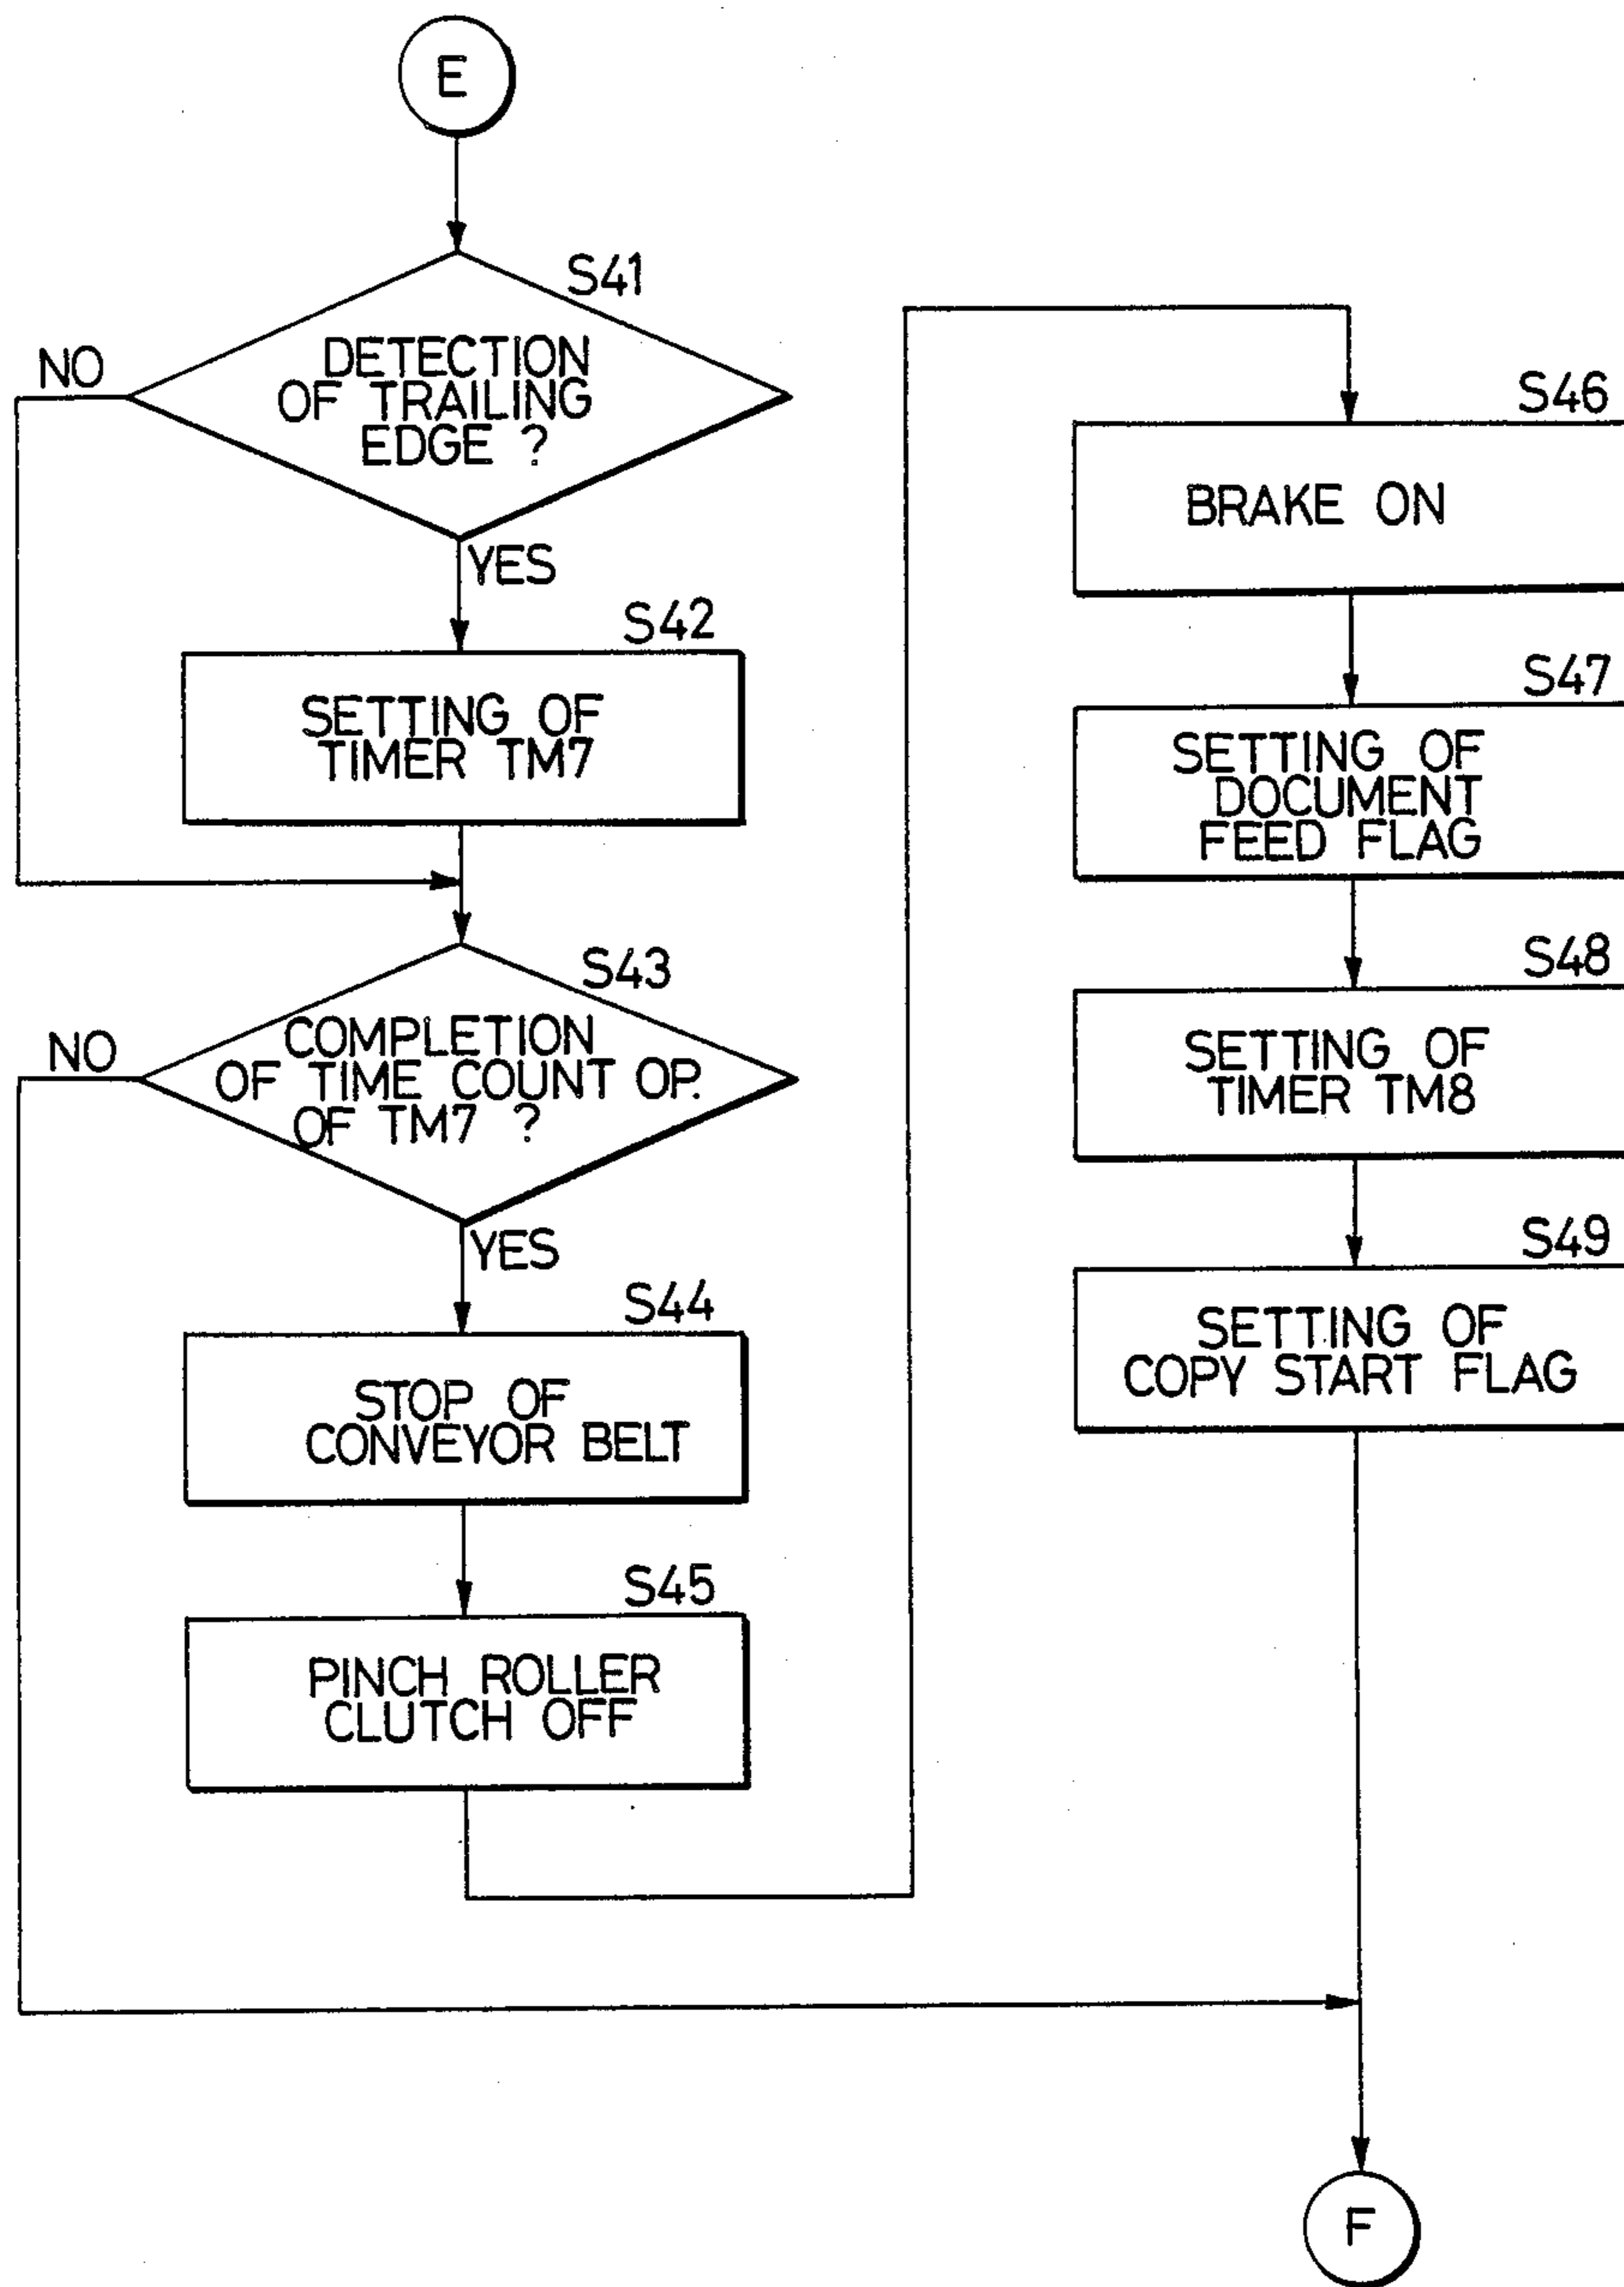 E
S41
DETECTION
OF TRAILING
EDGE ?
NO
YES
S42
SETTING OF
TIMER TM7
S43
COMPLETION
OF TIME COUNT OP.
OF TM7 ?
NO
YES
S44
STOP OF
CONVEYOR BELT
S45
PINCH ROLLER
CLUTCH OFF
S46
BRAKE ON
S47
SETTING OF
DOCUMENT
FEED FLAG
S48
SETTING OF
TIMER TM8
S49
SETTING OF
COPY START FLAG
F